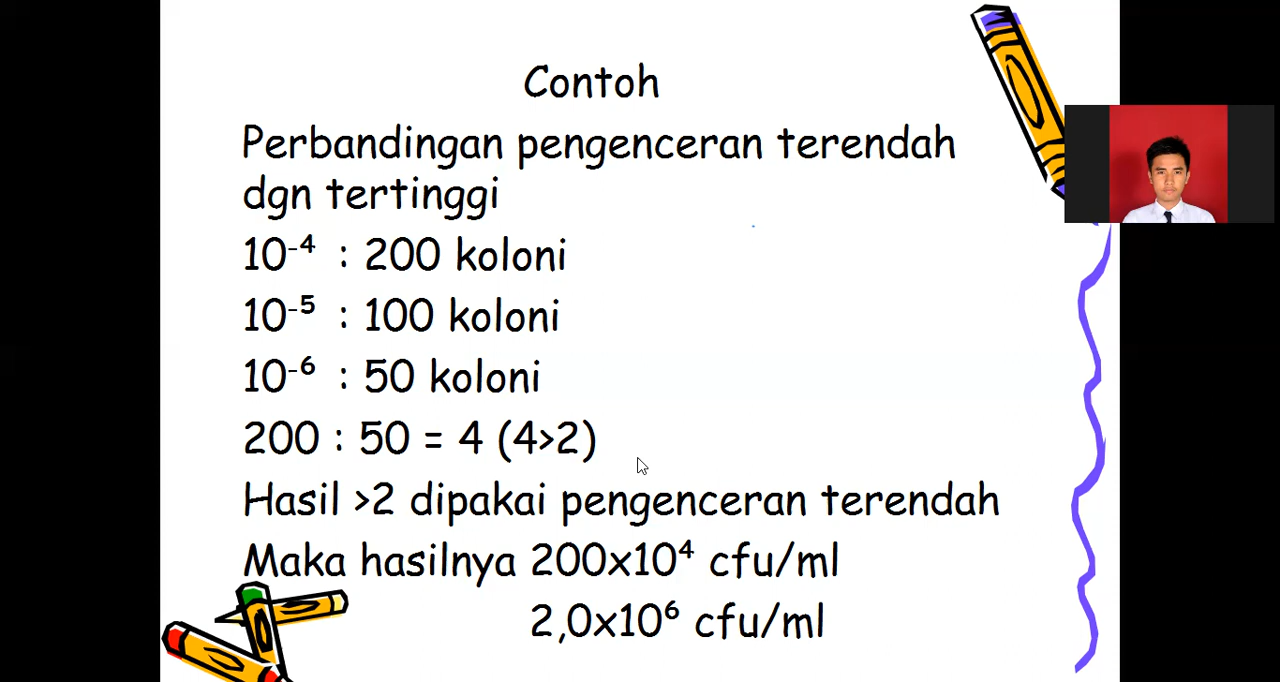 Contoh
Perbandingan pengenceran terendah
dgn tertinggi
10⁻⁴ : 200 koloni
10⁻⁵ : 100 koloni
10⁻⁶ : 50 koloni
200 : 50 = 4 (4>2)
Hasil >2 dipakai pengenceran terendah
Maka hasilnya 200x10⁴ cfu/ml
2,0x10⁶ cfu/ml